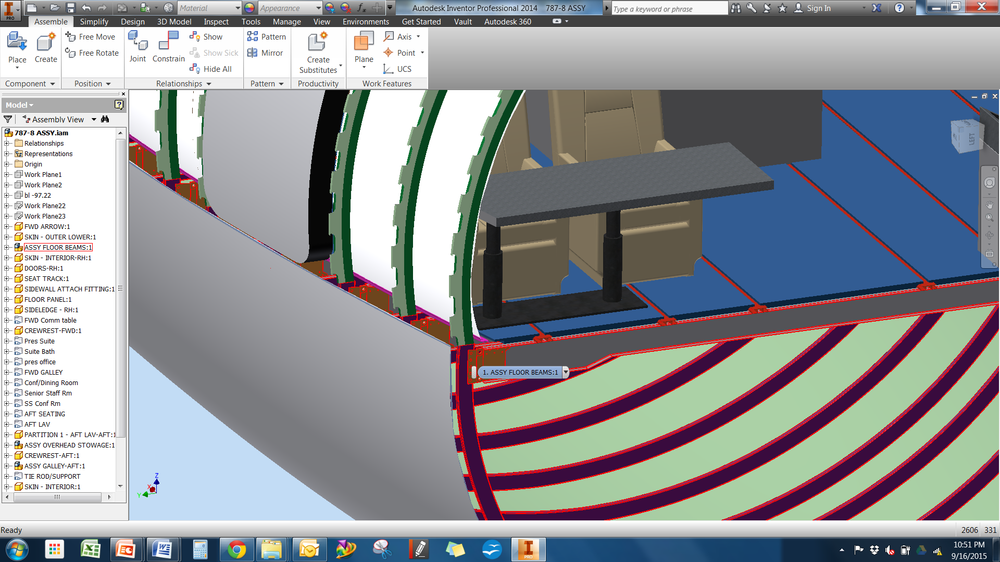 Material
Appearance
Autodesk Inventor Professional 2014 787-8 ASSY
Type a keyword or phrase
Sign In
PRO
Assemble Simplify Design 3D Model Inspect Tools Manage View Environments Get Started Vault Autodesk 360
Place
Create
Free Move
Free Rotate
Joint
Constrain
Show
Show Sick
Hide All
Pattern
Mirror
Create
Substitutes
Plane
Axis
Point
UCS
Component Position Relationships Pattern Productivity Work Features
Model
Assembly View
787-8 ASSY.iam
Relationships
Representations
Origin
Work Plane1
Work Plane2
bl -97.22
Work Plane22
Work Plane23
FWD ARROW:1
SKIN - OUTER LOWER:1
ASSY FLOOR BEAMS:1
SKIN - INTERIOR-RH:1
DOORS-RH:1
SEAT TRACK:1
SIDEWALL ATTACH FITTING:1
FLOOR PANEL:1
SIDELEDGE - RH:1
FWD Comm table
CREWREST-FWD:1
Pres Suite
Suite Bath
pres office
FWD GALLEY
Conf/Dining Room
Senior Staff Rm
SS Conf Rm
AFT SEATING
AFT LAV
PARTITION 1 - AFT LAV-AFT:1
ASSY OVERHEAD STOWAGE:1
CREWREST-AFT:1
ASSY GALLEY-AFT:1
TIE ROD/SUPPORT
SKIN - INTERIOR:1
LEFT
1. ASSY FLOOR BEAMS:1
Z
X
Y
Ready
2606 331
PRO
10:51 PM
9/16/2015